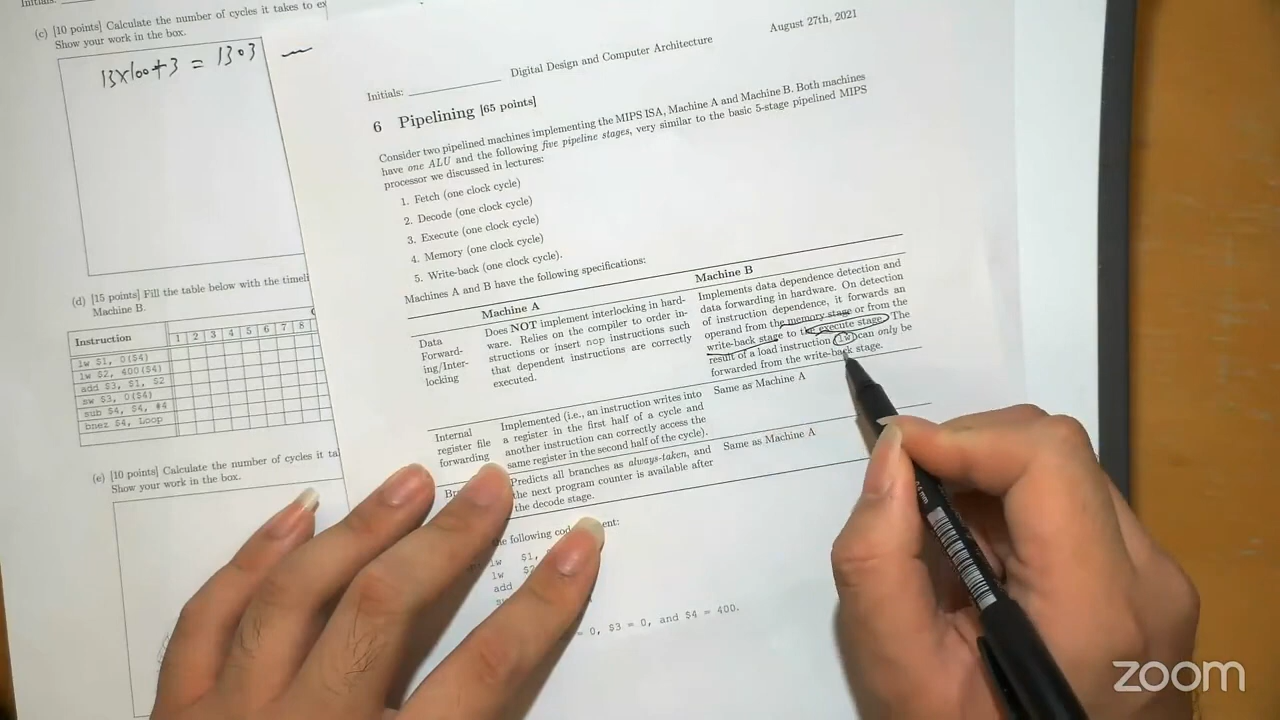 Initials:
(c) [10 points] Calculate the number of cycles it takes to ex
Show your work in the box.
13x100+3 = 1303
(d) [15 points] Fill the table below with the timeli
Machine B.
Instruction
1 2 3 4 5 6 7 8
lw $1, 0($4)
lw $2, 400($4)
add $3, $1, $2
sw $3, 0($4)
sub $4, $4, #4
bnez $4, Loop
(e) [10 points] Calculate the number of cycles it ta
Show your work in the box.
Initials:
Digital Design and Computer Architecture
August 27th, 2021
6 Pipelining [65 points]
Consider two pipelined machines implementing the MIPS ISA, Machine A and Machine B. Both machines
have one ALU and the following five pipeline stages, very similar to the basic 5-stage pipelined MIPS
processor we discussed in lectures:
1. Fetch (one clock cycle)
2. Decode (one clock cycle)
3. Execute (one clock cycle)
4. Memory (one clock cycle)
5. Write-back (one clock cycle).
Machines A and B have the following specifications:
Machine A
Machine B
Data
Forward-
ing/Inter-
locking
Does NOT implement interlocking in hard-
ware. Relies on the compiler to order in-
structions or insert nop instructions such
that dependent instructions are correctly
executed.
Implements data dependence detection and
data forwarding in hardware. On detection
of instruction dependence, it forwards an
operand from the memory stage or from the
write-back stage to the execute stage. The
result of a load instruction (lw) can only be
forwarded from the write-back stage.
Internal
register file
forwarding
Implemented (i.e., an instruction writes into
a register in the first half of a cycle and
another instruction can correctly access the
same register in the second half of the cycle).
Same as Machine A
Br
Predicts all branches as always-taken, and
the next program counter is available after
the decode stage.
Same as Machine A
the following cod ent:
lw $1,
lw $2
add
= 0, $3 = 0, and $4 = 400.
zoom